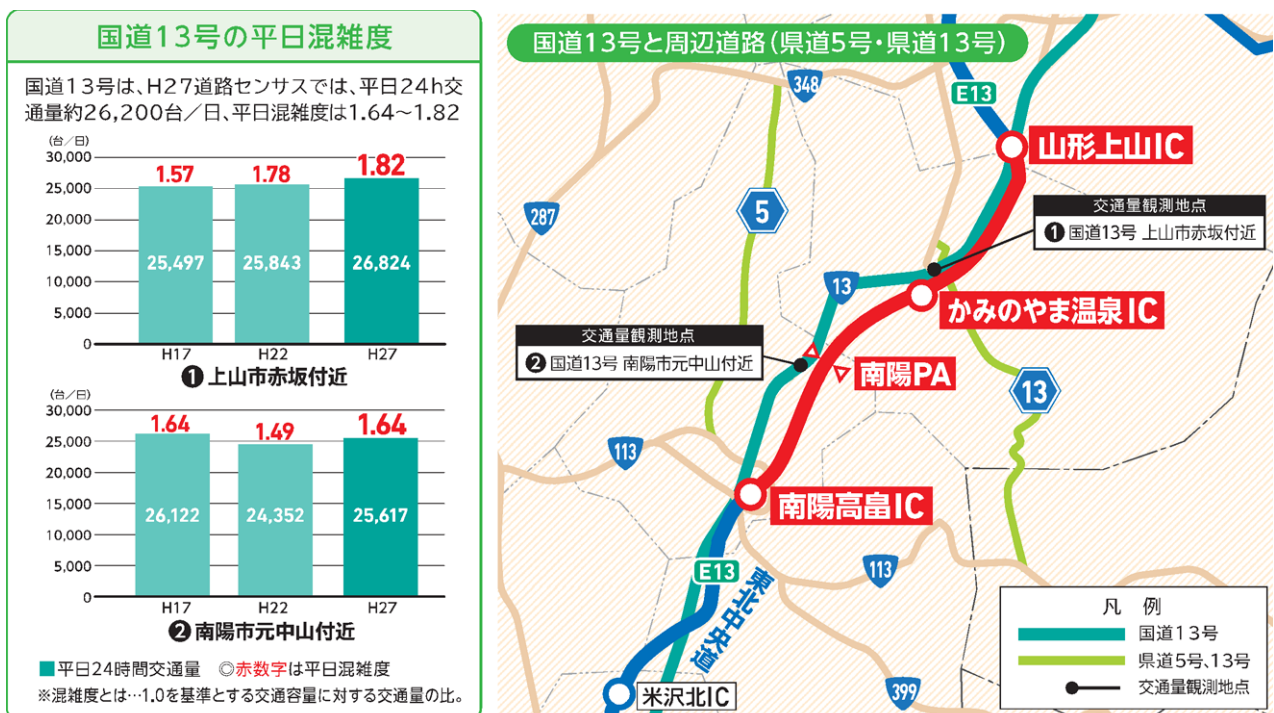 国道13号の平日混雑度
国道13号は、H27道路センサスでは、平日24h交
通量約26,200台／日、平日混雑度は1.64～1.82
(台／日)
30,000
25,000
20,000
15,000
10,000
5,000
0
1.57
1.78
1.82
25,497
25,843
26,824
H17
H22
H27
❶上山市赤坂付近
(台／日)
30,000
25,000
20,000
15,000
10,000
5,000
0
1.64
1.49
1.64
26,122
24,352
25,617
H17
H22
H27
❷南陽市元中山付近
■平日24時間交通量　◎赤数字は平日混雑度
※混雑度とは…1.0を基準とする交通容量に対する交通量の比。
国道13号と周辺道路（県道5号・県道13号）
348
E13
山形上山IC
287
5
交通量観測地点
❶国道13号 上山市赤坂付近
13
かみのやま温泉IC
交通量観測地点
❷国道13号 南陽市元中山付近
南陽PA
13
113
南陽高畠IC
E13
113
東北中央道
399
米沢北IC
凡　例
国道13号
県道5号、13号
交通量観測地点